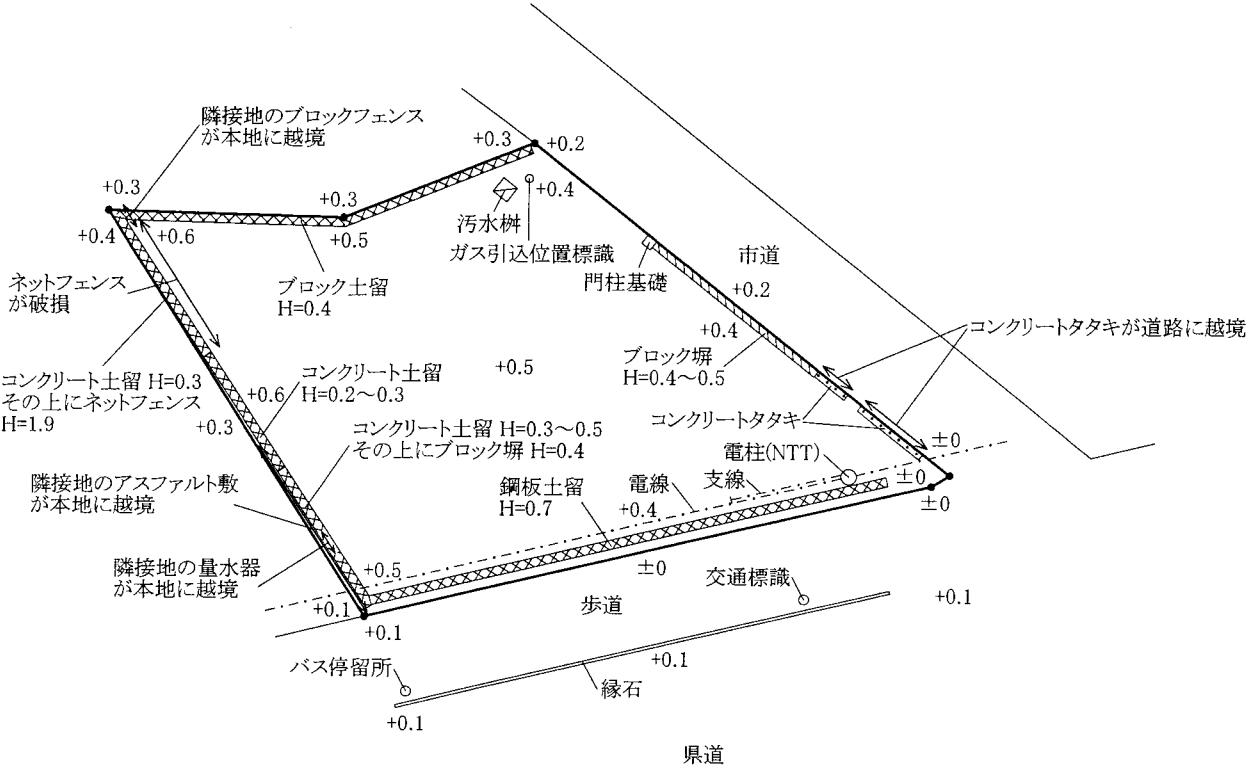 隣接地のブロックフェンス
が本地に越境
+0.3
+0.2
+0.3
+0.3
+0.4
汚水桝
ガス引込位置標識
+0.4
+0.6
+0.5
門柱基礎
市道
ネットフェンス
が破損
ブロック土留
H=0.4
+0.2
+0.4
コンクリートタタキが道路に越境
ブロック塀
H=0.4～0.5
コンクリート土留 H=0.3
その上にネットフェンス
H=1.9
コンクリート土留
H=0.2～0.3
+0.5
+0.6
+0.3
コンクリートタタキ
コンクリート土留 H=0.3～0.5
その上にブロック塀 H=0.4
±0
電柱(NTT)
±0
隣接地のアスファルト敷
が本地に越境
鋼板土留
H=0.7
電線
支線
+0.4
±0
隣接地の量水器
が本地に越境
+0.5
±0
交通標識
+0.1
歩道
+0.1
+0.1
バス停留所
+0.1
縁石
+0.1
県道